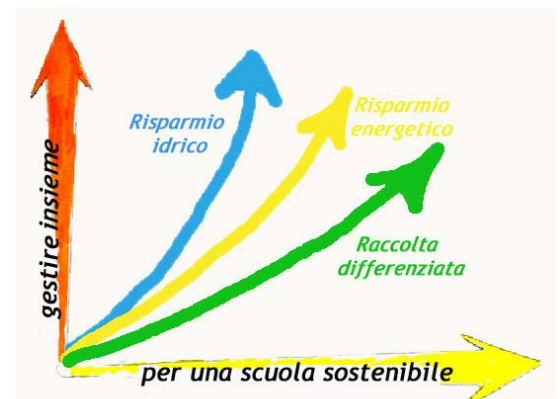 Risparmio
idrico
Risparmio
energetico
Raccolta
differenziata
gestire insieme
per una scuola sostenibile